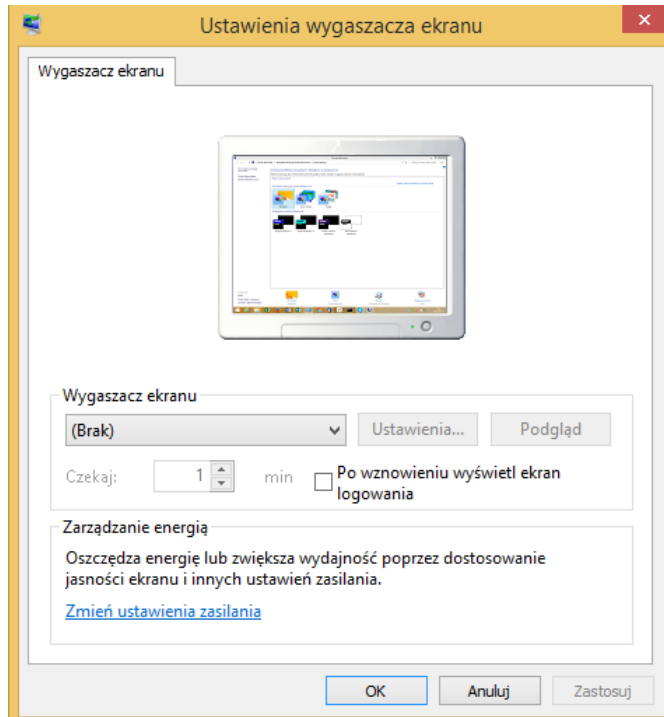 Ustawienia wygaszacza ekranu
Wygaszacz ekranu
Wygaszacz ekranu
(Brak)
Ustawienia...
Podgląd
Czekaj:
1
min
Po wznowieniu wyświetl ekran
logowania
Zarządzanie energią
Oszczędza energię lub zwiększa wydajność poprzez dostosowanie
jasności ekranu i innych ustawień zasilania.
Zmień ustawienia zasilania
OK
Anuluj
Zastosuj